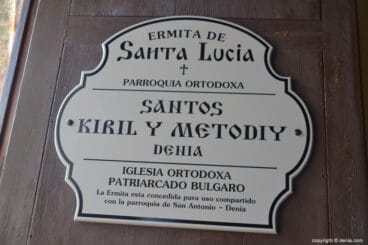 ERMITA DE
SANTA LUCIA
PARROQUIA ORTODOXA
SANTOS
KIRIL Y METODIY
DENIA
IGLESIA ORTODOXA
PATRIARCADO BULGARO
La Ermita esta concedida para uso compartido
con la parroquia de San Antonio - Denia
© denia.com